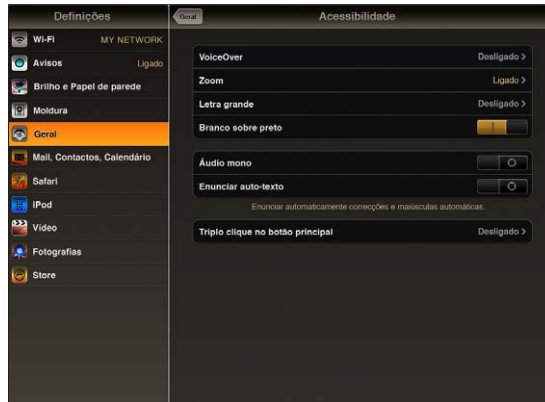 Definições
Wi-Fi MY NETWORK
Avisos Ligado
Brilho e Papel de parede
Moldura
Geral
Mail, Contactos, Calendário
Safari
iPod
Vídeo
Fotografias
Store
Geral Acessibilidade
VoiceOver Desligado
Zoom Ligado
Letra grande Desligado
Branco sobre preto
Áudio mono
Enunciar auto-texto
Enunciar automaticamente correcções e maiúsculas automáticas.
Triplo clique no botão principal Desligado